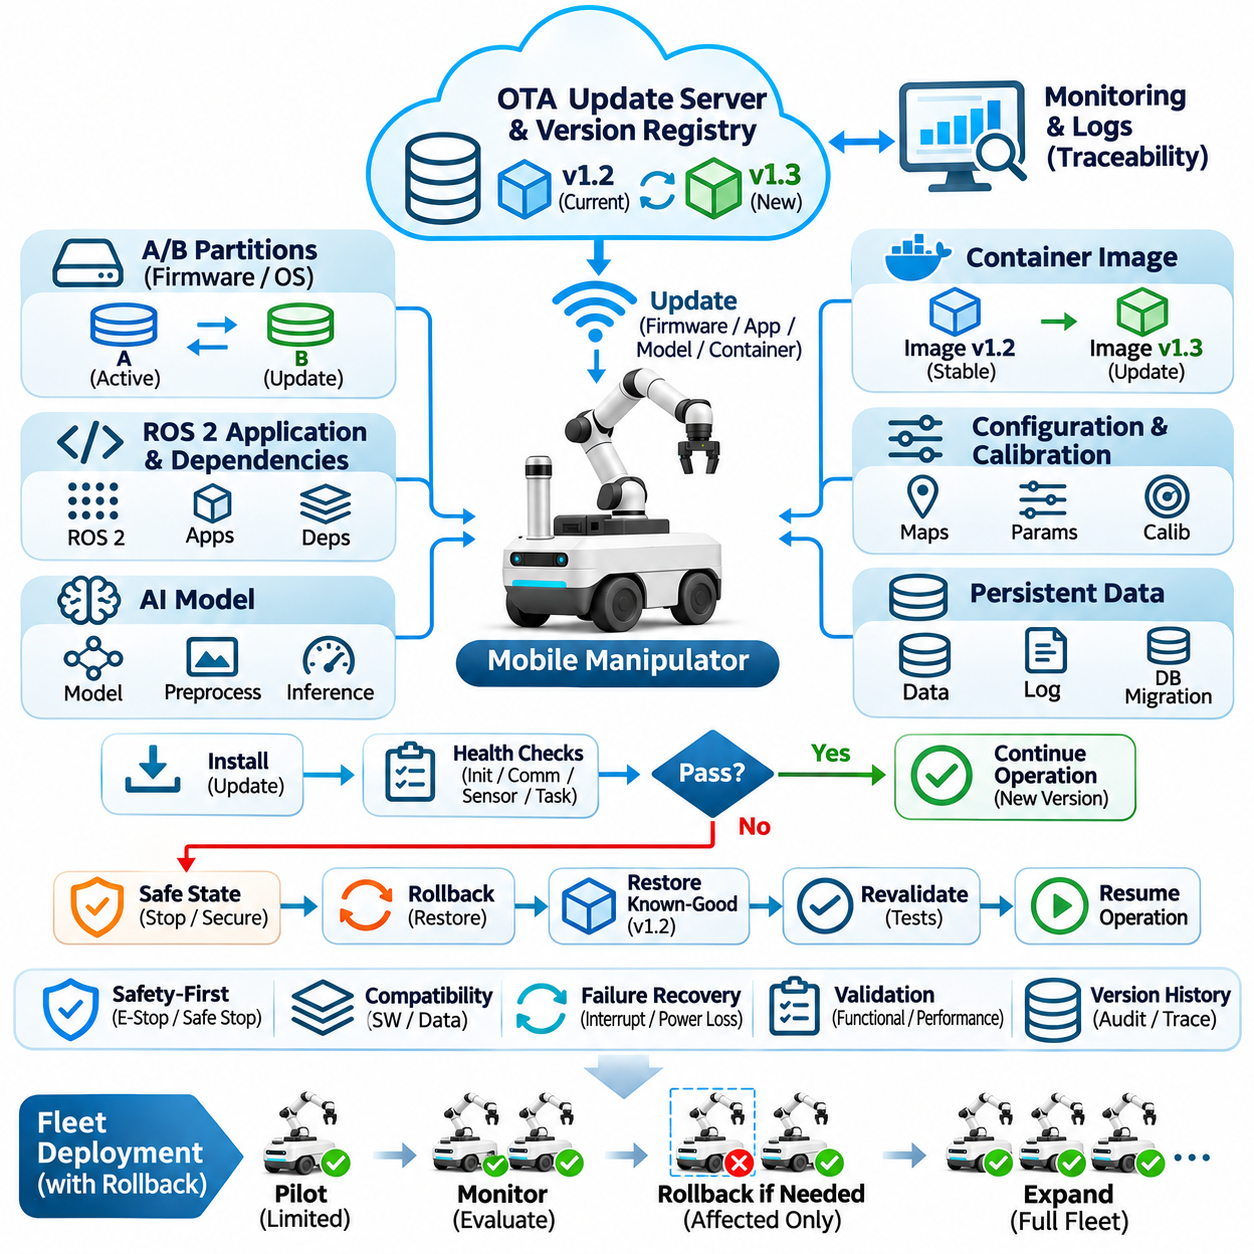 OTA Update Server
& Version Registry
v1.2
(Current)
v1.3
(New)
Monitoring
& Logs
(Traceability)
A/B Partitions
(Firmware / OS)
A
(Active)
B
(Update)
Update
(Firmware / App /
Model / Container)
Container Image
Image v1.2
(Stable)
Image v1.3
(Update)
ROS 2 Application
& Dependencies
ROS 2
Apps
Deps
Configuration &
Calibration
Maps
Params
Calib
AI Model
Model
Preprocess
Inference
Persistent Data
Data
Log
DB
Migration
Mobile Manipulator
Install
(Update)
Health Checks
(Init / Comm /
Sensor / Task)
Pass?
Yes
No
Continue
Operation
(New Version)
Safe State
(Stop / Secure)
Rollback
(Restore)
Restore
Known-Good
(v1.2)
Revalidate
(Tests)
Resume
Operation
Safety-First
(E-Stop / Safe Stop)
Compatibility
(SW / Data)
Failure Recovery
(Interrupt / Power Loss)
Validation
(Functional / Performance)
Version History
(Audit / Trace)
Fleet
Deployment
(with Rollback)
Pilot
(Limited)
Monitor
(Evaluate)
Rollback if Needed
(Affected Only)
Expand
(Full Fleet)